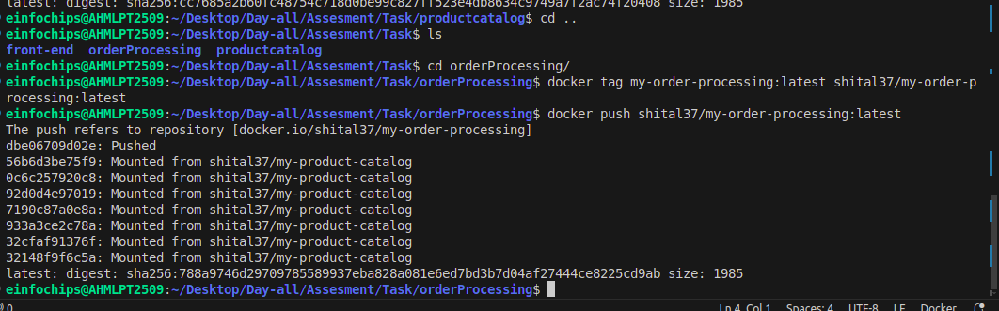 latest: digest: sha256:cc7685a2b60fc48754c718d0be99c827ff523e4db8634c9749a7f2ac74f20408 size: 1985
einfochips@AHMLPT2509:~/Desktop/Day-all/Assesment/Task/productcatalog$ cd ..
einfochips@AHMLPT2509:~/Desktop/Day-all/Assesment/Task$ ls
front-end  orderProcessing  productcatalog
einfochips@AHMLPT2509:~/Desktop/Day-all/Assesment/Task$ cd orderProcessing/
einfochips@AHMLPT2509:~/Desktop/Day-all/Assesment/Task/orderProcessing$ docker tag my-order-processing:latest shital37/my-order-p
rocessing:latest
einfochips@AHMLPT2509:~/Desktop/Day-all/Assesment/Task/orderProcessing$ docker push shital37/my-order-processing:latest
The push refers to repository [docker.io/shital37/my-order-processing]
dbe06709d02e: Pushed
56b6d3be75f9: Mounted from shital37/my-product-catalog
0c6c257920c8: Mounted from shital37/my-product-catalog
92d0d4e97019: Mounted from shital37/my-product-catalog
7190c87a0e8a: Mounted from shital37/my-product-catalog
933a3ce2c78a: Mounted from shital37/my-product-catalog
32cfaf91376f: Mounted from shital37/my-product-catalog
32148f9f6c5a: Mounted from shital37/my-product-catalog
latest: digest: sha256:788a9746d29709785589937eba828a081e6ed7bd3b7d04af27444ce8225cd9ab size: 1985
einfochips@AHMLPT2509:~/Desktop/Day-all/Assesment/Task/orderProcessing$
0 Ln 4, Col 1 Spaces: 4 UTF-8 LF Docker